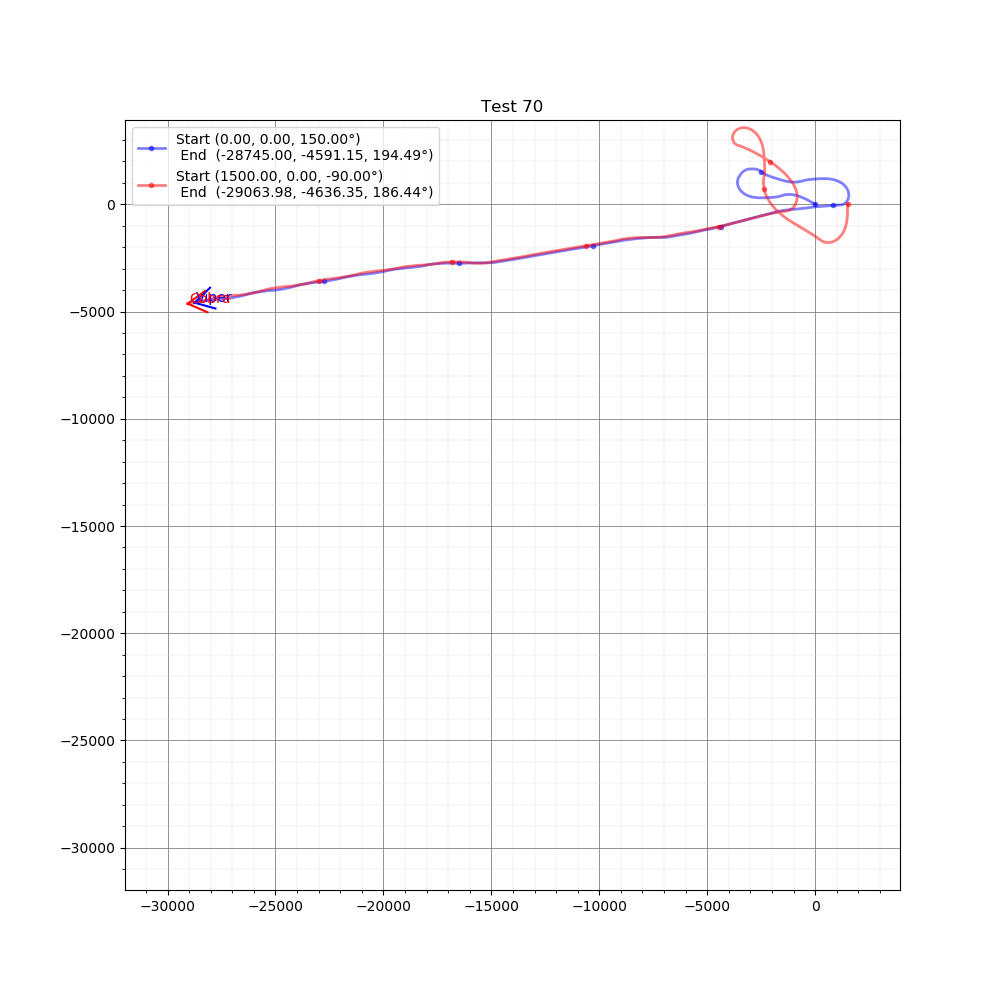 Test 70
Start (0.00, 0.00, 150.00°)
End (-28745.00, -4591.15, 194.49°)
Start (1500.00, 0.00, -90.00°)
End (-29063.98, -4636.35, 186.44°)
0
−5000
−10000
−15000
−20000
−25000
−30000
−30000 −25000 −20000 −15000 −10000 −5000 0